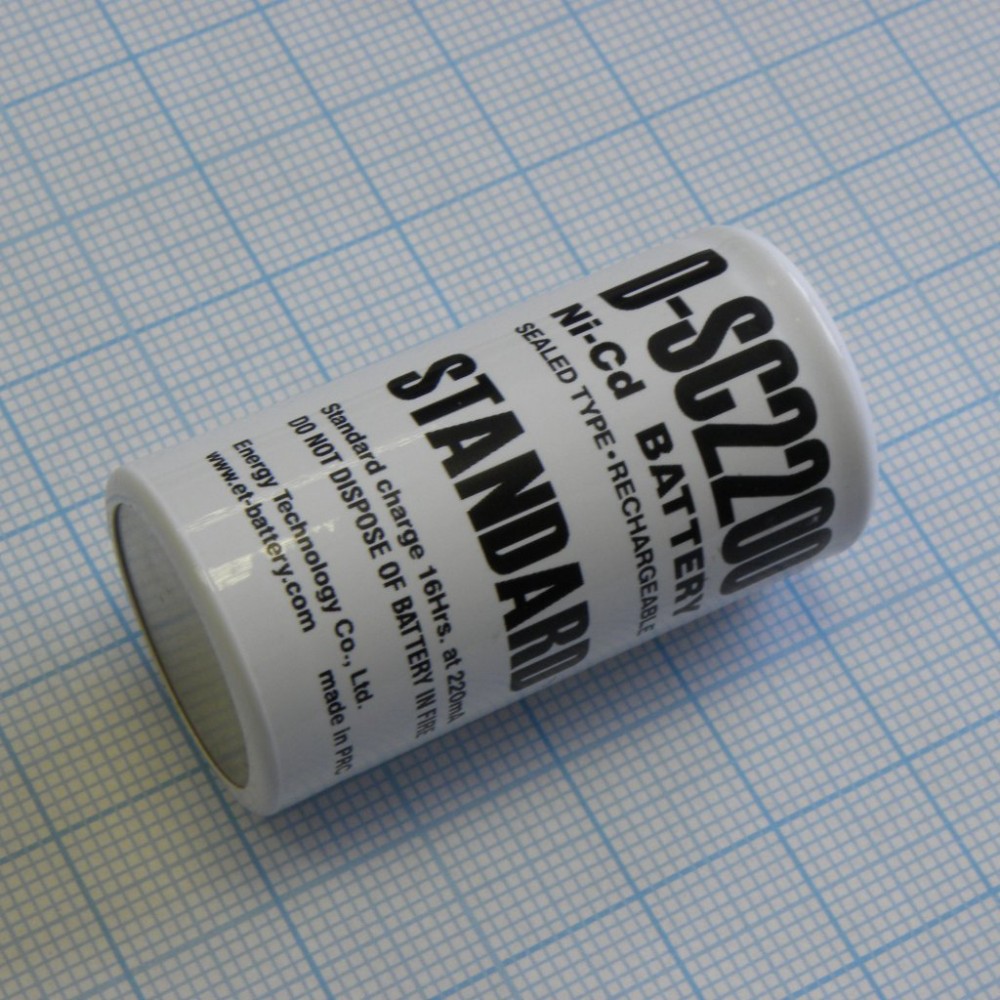 D-SC2200
Ni-Cd BATTERY
SEALED TYPE•RECHARGEABLE
STANDARD
Standard charge 16Hrs. at 220mA
DO NOT DISPOSE OF BATTERY IN FIRE
Energy Technology Co., Ltd.
www.et-battery.com made in PRC